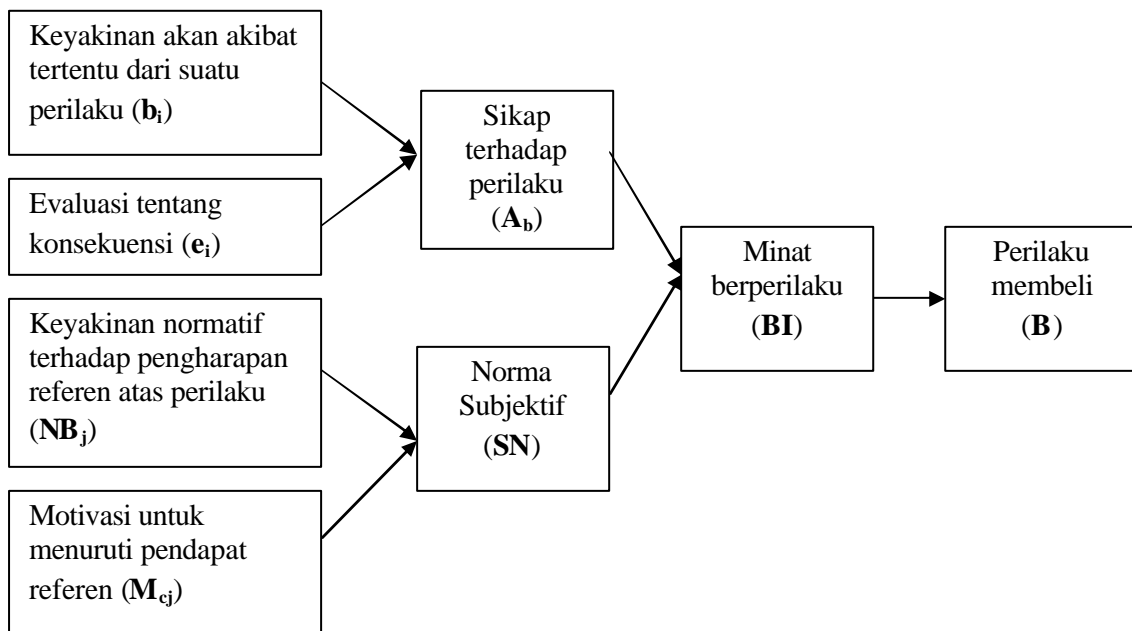 Keyakinan akan akibat
tertentu dari suatu
perilaku (bi)
Evaluasi tentang
konsekuensi (ei)
Keyakinan normatif
terhadap pengharapan
referen atas perilaku
(NBj)
Motivasi untuk
menuruti pendapat
referen (Mcj)
Sikap
terhadap
perilaku
(Ab)
Norma
Subjektif
(SN)
Minat
berperilaku
(BI)
Perilaku
membeli
(B)